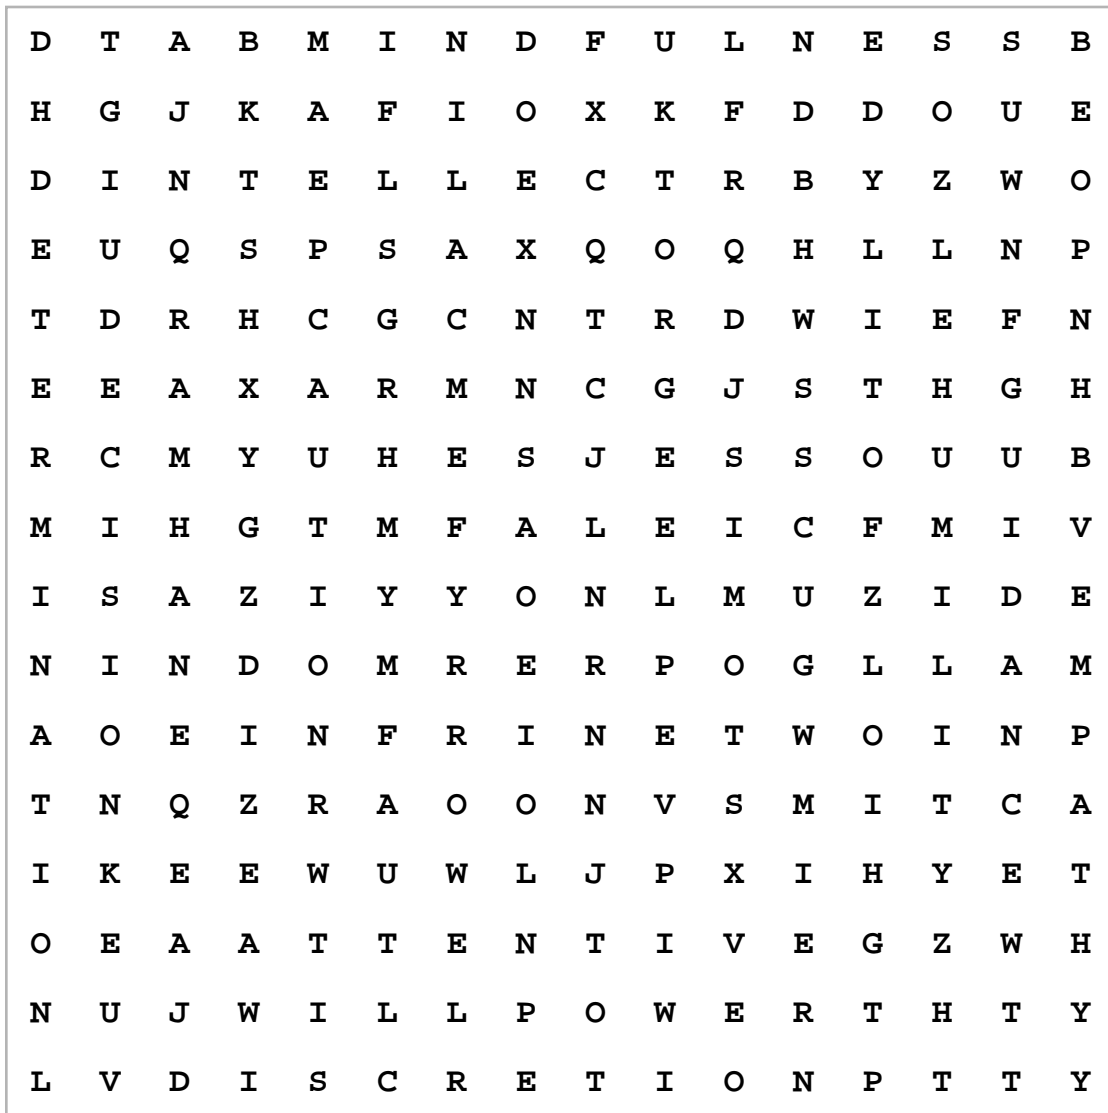 D T A B M I N D F U L N E S S B
H G J K A F I O X K F D D O U E
D I N T E L L E C T R B Y Z W O
E U Q S P S A X Q O Q H L L N P
T D R H C G C N T R D W I E F N
E E A X A R M N C G J S T H G H
R C M Y U H E S J E S S O U U B
M I H G T M F A L E I C F M I V
I S A Z I Y Y O N L M U Z I D E
N I N D O M R E R P O G L L A M
A O E I N F R I N E T W O I N P
T N Q Z R A O O N V S M I T C A
I K E E W U W L J P X I H Y E T
O E A A T T E N T I V E G Z W H
N U J W I L L P O W E R T H T Y
L V D I S C R E T I O N P T T Y